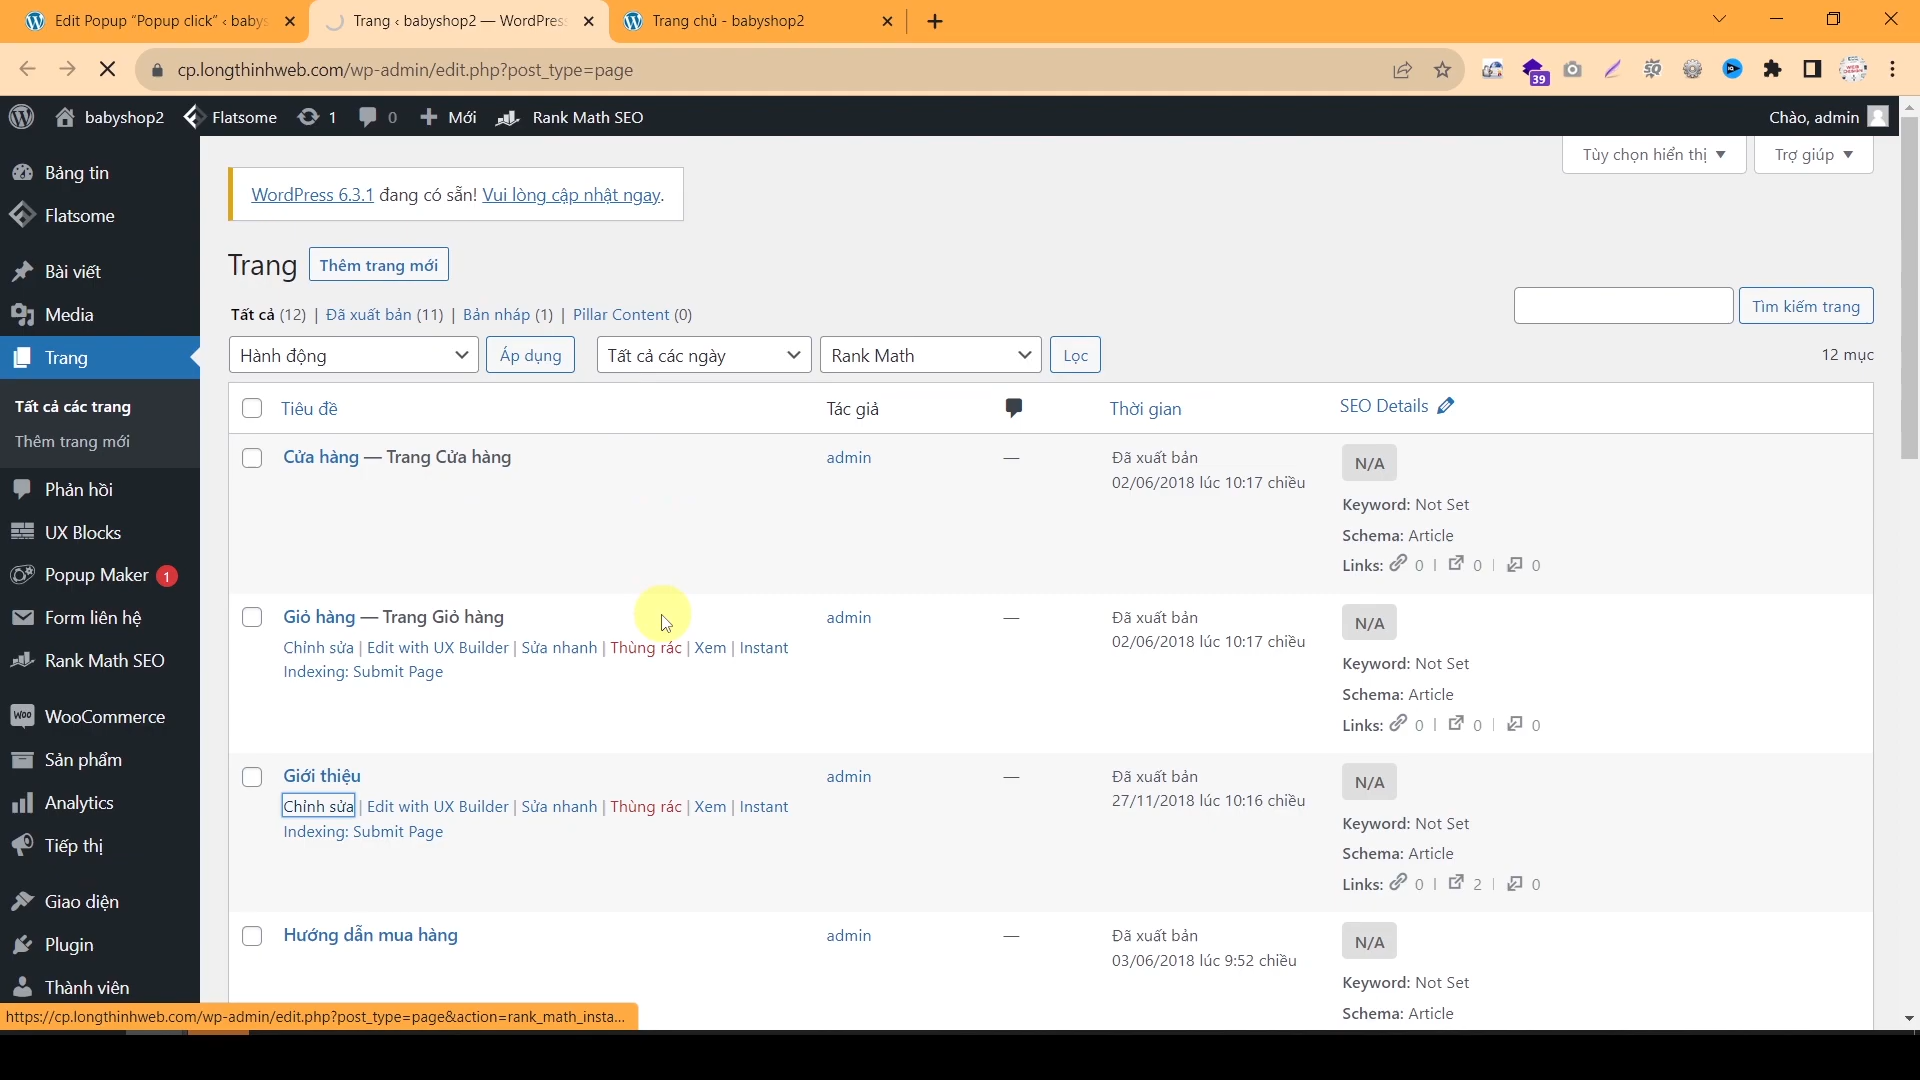 Edit Popup “Popup click” ‹ baby
Trang ‹ babyshop2 — WordPress
Trang chủ - babyshop2
cp.longthinhweb.com/wp-admin/edit.php?post_type=page
39
babyshop2
Flatsome
1
0
Mới
Rank Math SEO
Chào, admin
Bảng tin
Flatsome
Bài viết
Media
Trang
Tất cả các trang
Thêm trang mới
Phản hồi
UX Blocks
Popup Maker 1
Form liên hệ
Rank Math SEO
WooCommerce
Sản phẩm
Analytics
Tiếp thị
Giao diện
Plugin
Thành viên
Tùy chọn hiển thị
Trợ giúp
WordPress 6.3.1 đang có sẵn! Vui lòng cập nhật ngay.
Trang
Thêm trang mới
Tất cả (12) | Đã xuất bản (11) | Bản nháp (1) | Pillar Content (0)
Tìm kiếm trang
Hành động
Áp dụng
Tất cả các ngày
Rank Math
Lọc
12 mục
Tiêu đề
Tác giả
Thời gian
SEO Details
Cửa hàng — Trang Cửa hàng
admin
—
Đã xuất bản
02/06/2018 lúc 10:17 chiều
N/A
Keyword: Not Set
Schema: Article
Links: 0 | 0 | 0
Giỏ hàng — Trang Giỏ hàng
Chỉnh sửa | Edit with UX Builder | Sửa nhanh | Thùng rác | Xem | Instant
Indexing: Submit Page
admin
—
Đã xuất bản
02/06/2018 lúc 10:17 chiều
N/A
Keyword: Not Set
Schema: Article
Links: 0 | 0 | 0
Giới thiệu
Chỉnh sửa | Edit with UX Builder | Sửa nhanh | Thùng rác | Xem | Instant
Indexing: Submit Page
admin
—
Đã xuất bản
27/11/2018 lúc 10:16 chiều
N/A
Keyword: Not Set
Schema: Article
Links: 0 | 2 | 0
Hướng dẫn mua hàng
admin
—
Đã xuất bản
03/06/2018 lúc 9:52 chiều
N/A
Keyword: Not Set
Schema: Article
https://cp.longthinhweb.com/wp-admin/edit.php?post_type=page&action=rank_math_insta...